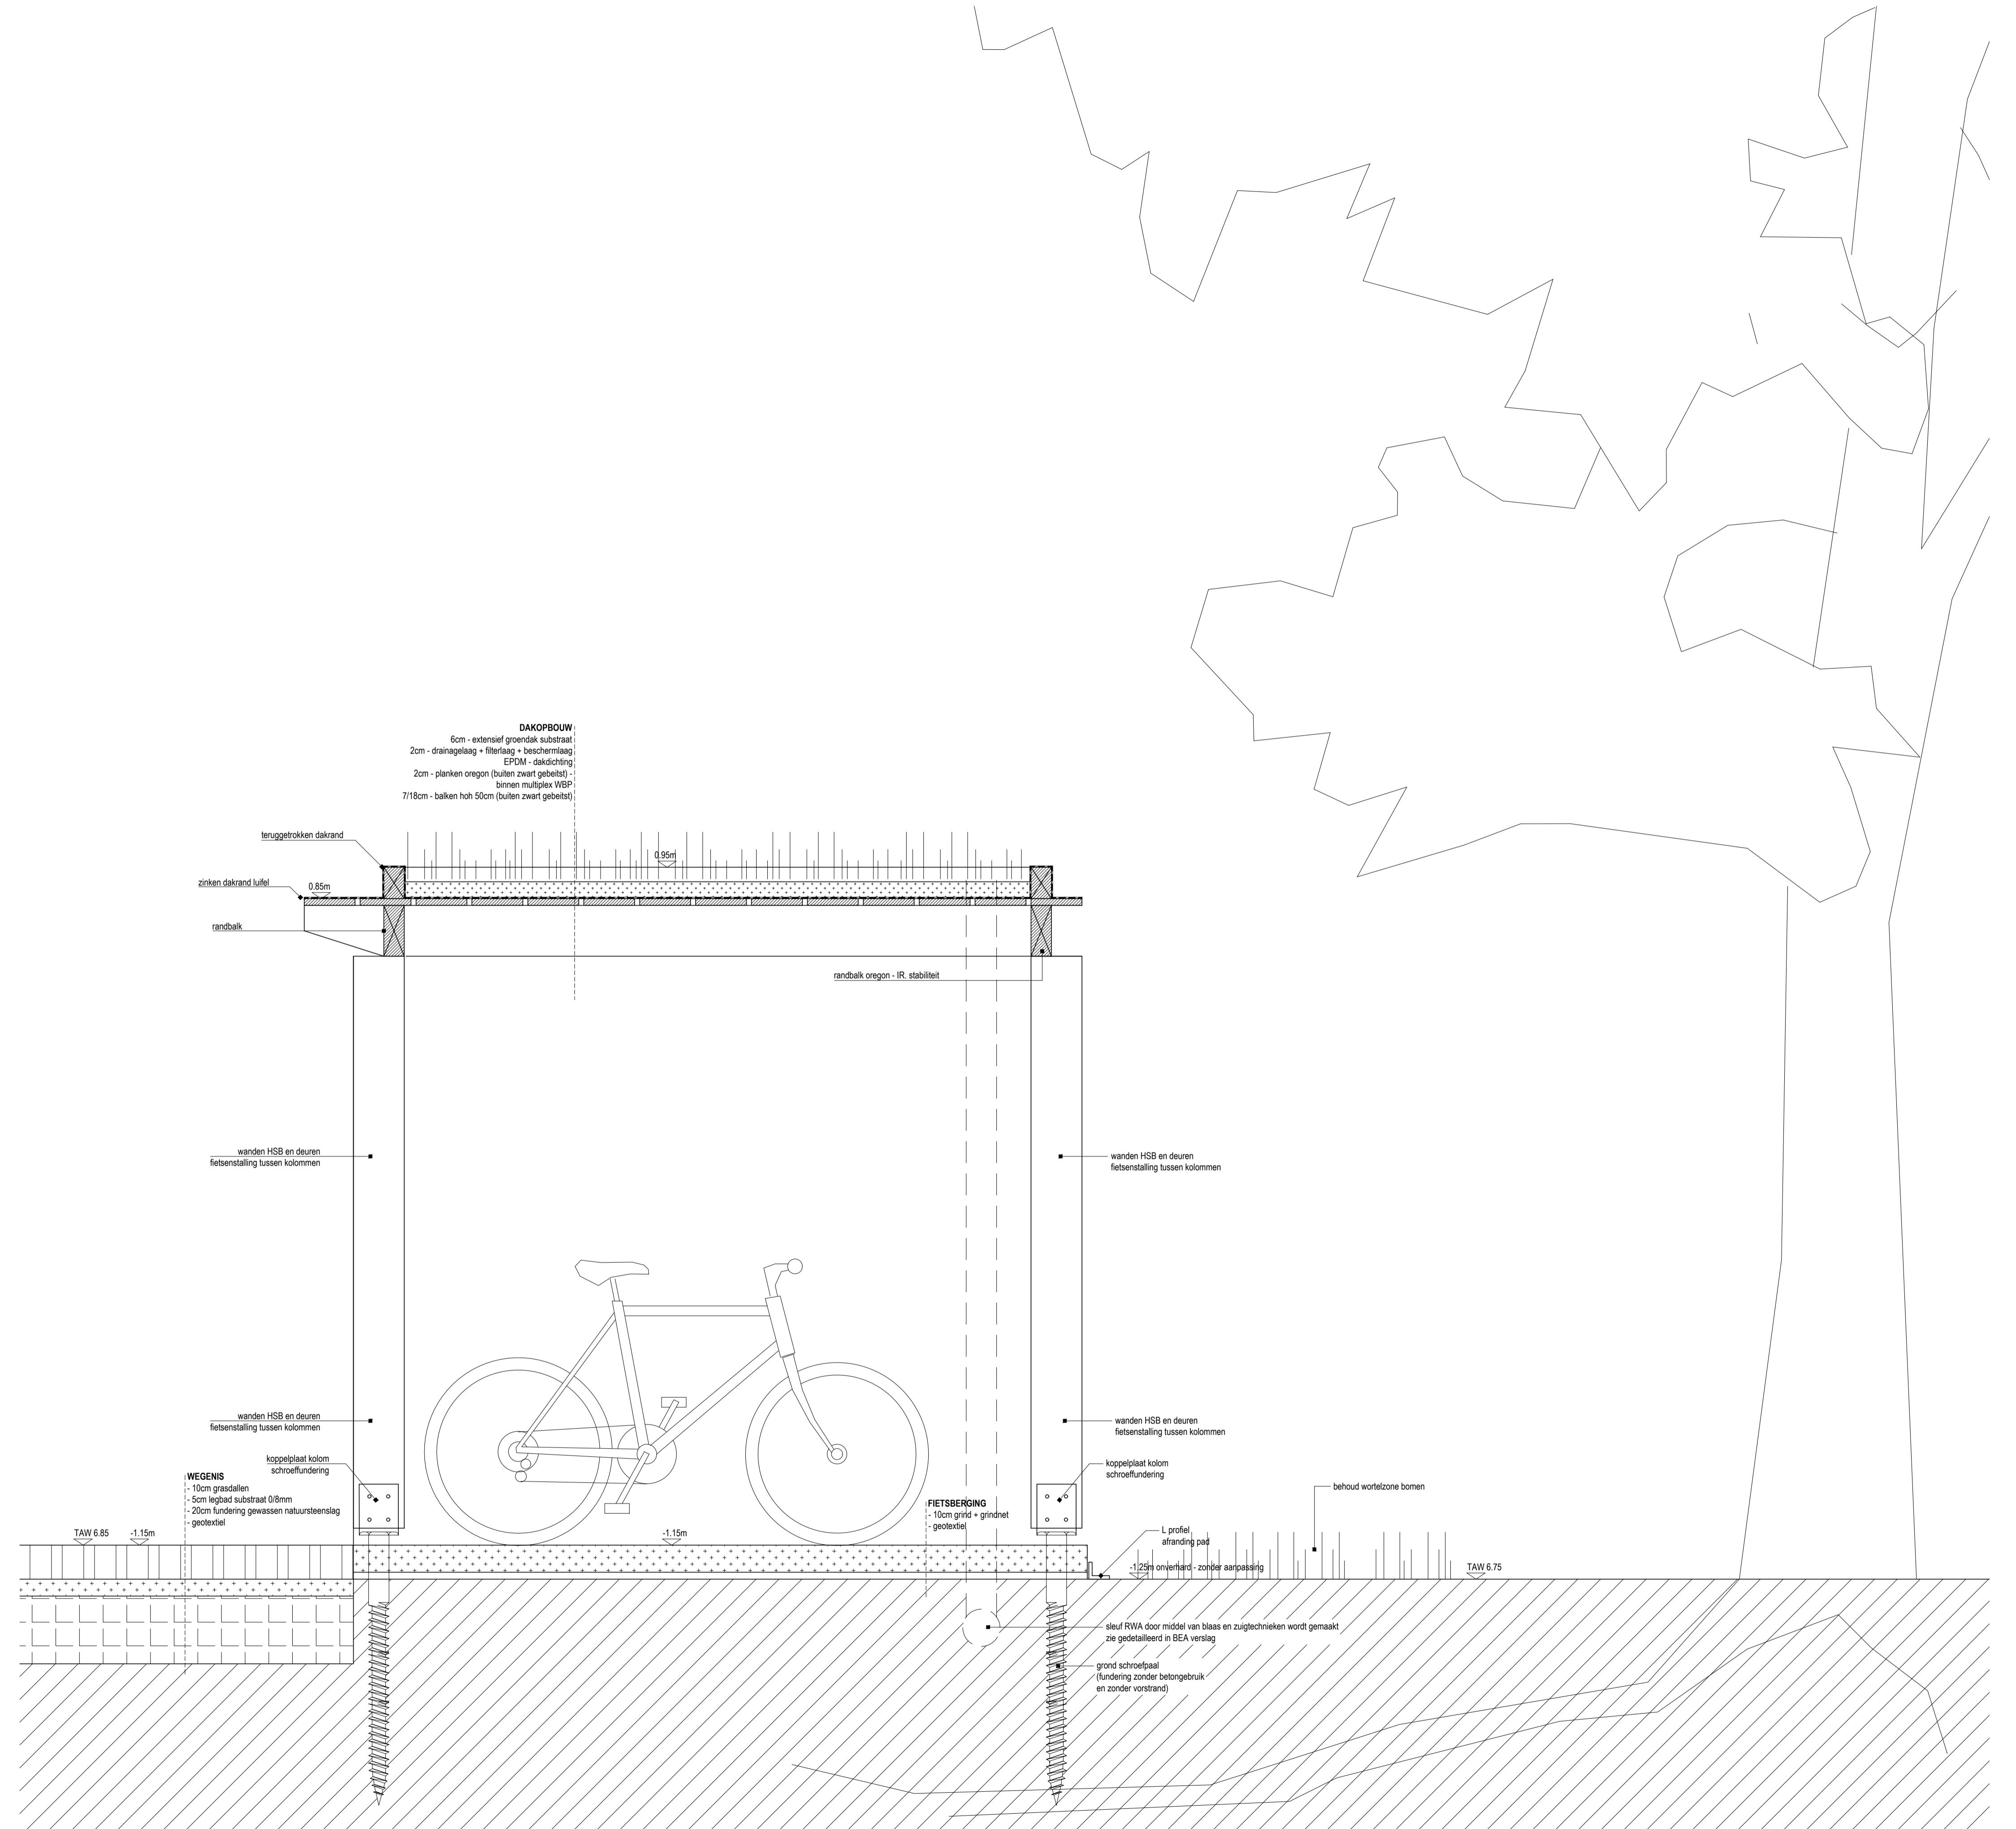 DAKOPBOUW
6cm - extensief groendak substraat
2cm - drainagelaag + filterlaag + beschermlaag
EPDM - dakdichting
2cm - planken oregon (buiten zwart gebeitst) -
binnen multiplex WBP
7/18cm - balken hoh 50cm (buiten zwart gebeitst)
teruggetrokken dakrand
0.95m
zinken dakrand luifel
0.85m
randbalk
randbalk oregon - IR. stabiliteit
wanden HSB en deuren
fietsenstalling tussen kolommen
wanden HSB en deuren
fietsenstalling tussen kolommen
wanden HSB en deuren
fietsenstalling tussen kolommen
wanden HSB en deuren
fietsenstalling tussen kolommen
koppelplaat kolom
schroeffundering
koppelplaat kolom
schroeffundering
WEGENIS
- 10cm grasdallen
- 5cm legbad substraat 0/8mm
- 20cm fundering gewassen natuursteenslag
- geotextiel
behoud wortelzone bomen
FIETSBERGING
- 10cm grind + grindnet
- geotextiel
TAW 6.85
-1.15m
-1.15m
L profiel
afranding pad
-1.25m onverhard - zonder aanpassing
TAW 6.75
sleuf RWA door middel van blaas en zuigtechnieken wordt gemaakt
zie gedetailleerd in BEA verslag
grond schroefpaal
(fundering zonder betongebruik
en zonder vorstrand)